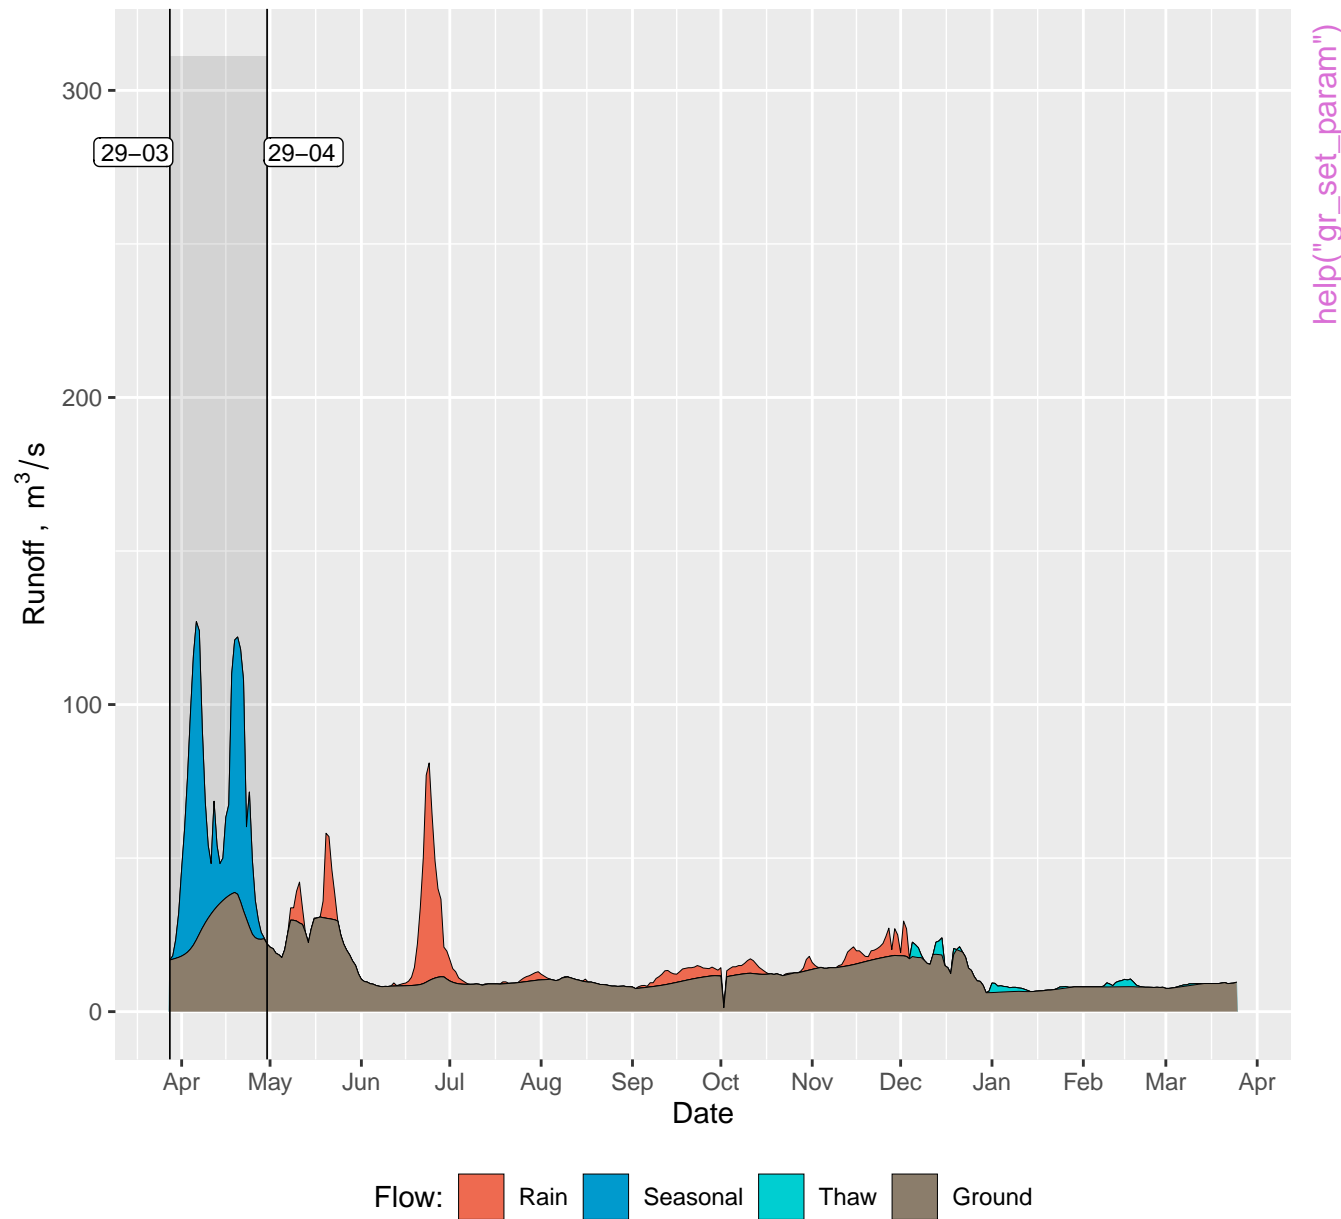 help("gr_set_param")
300
29−03
29−04
200
100
0
Runoff , m³/s
Apr May Jun Jul Aug Sep Oct Nov Dec Jan Feb Mar Apr
Date
Flow: Rain Seasonal Thaw Ground